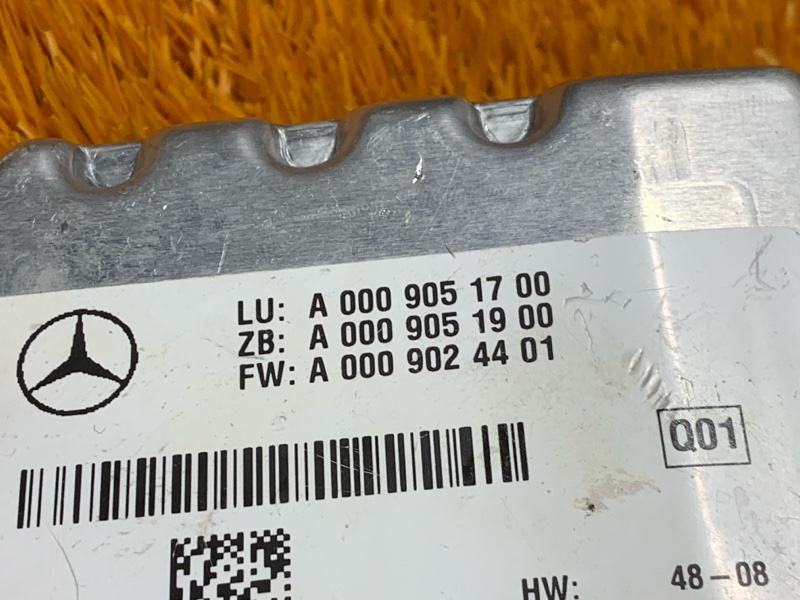 LU: A 000 905 17 00
ZB: A 000 905 19 00
FW: A 000 902 44 01
Q01
HW: 48-08